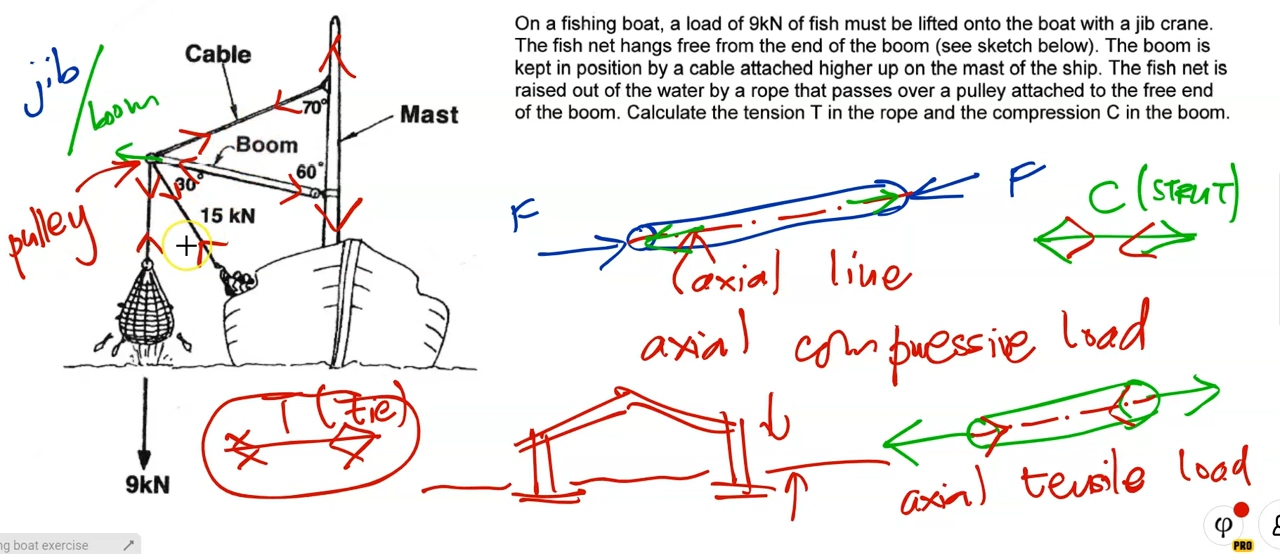 On a fishing boat, a load of 9kN of fish must be lifted onto the boat with a jib crane.
The fish net hangs free from the end of the boom (see sketch below). The boom is
kept in position by a cable attached higher up on the mast of the ship. The fish net is
raised out of the water by a rope that passes over a pulley attached to the free end
of the boom. Calculate the tension T in the rope and the compression C in the boom.
jib
/boom
Cable
70°
Mast
Boom
60°
30°
15 kN
pulley
9kN
F
F
C (STRUT)
(axial) line
axial compressive load
T (tie)
axial tensile load
ng boat exercise
φ
PRO